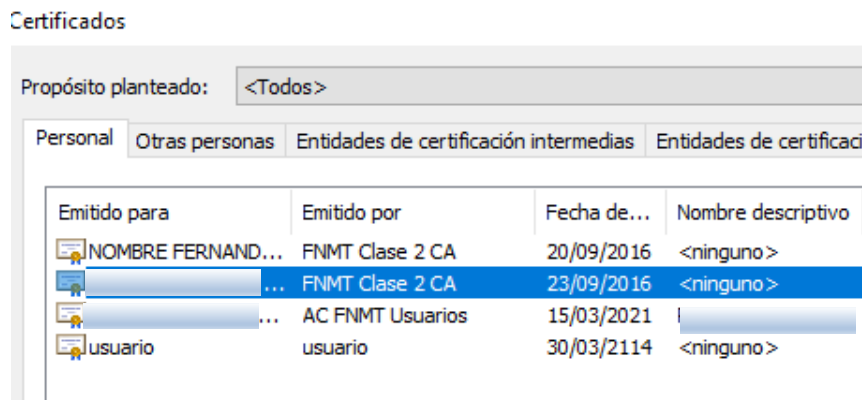 Certificados
Propósito planteado: <Todos>
Personal Otras personas Entidades de certificación intermedias Entidades de certificaci
Emitido para Emitido por Fecha de... Nombre descriptivo
NOMBRE FERNAND... FNMT Clase 2 CA 20/09/2016 <ninguno>
... FNMT Clase 2 CA 23/09/2016 <ninguno>
... AC FNMT Usuarios 15/03/2021
usuario usuario 30/03/2114 <ninguno>